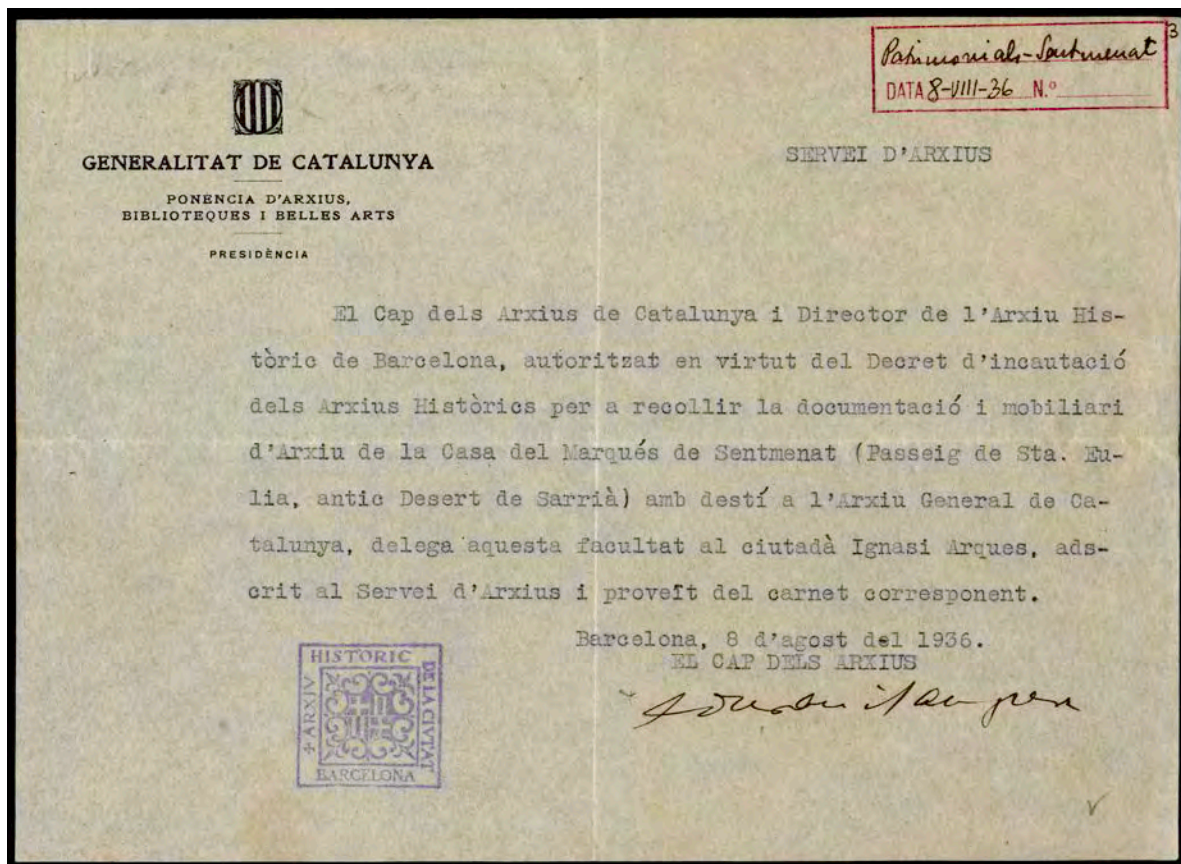 3
Patrimonials-Sentmenat
DATA 8-VIII-36 N.º
GENERALITAT DE CATALUNYA
PONÈNCIA D'ARXIUS,
BIBLIOTEQUES I BELLES ARTS
PRESIDÈNCIA
SERVEI D'ARXIUS
El Cap dels Arxius de Catalunya i Director de l'Arxiu His-
tòric de Barcelona, autoritzat en virtut del Decret d'incautació
dels Arxius Històrics per a recollir la documentació i mobiliari
d'Arxiu de la Casa del Marqués de Sentmenat (Passeig de Sta. Eu-
lia, antic Desert de Sarrià) amb destí a l'Arxiu General de Ca-
talunya, delega aquesta facultat al ciutadà Ignasi Arques, ads-
crit al Servei d'Arxius i proveït del carnet corresponent.
Barcelona, 8 d'agost del 1936.
EL CAP DELS ARXIUS
+ ARXIV
HISTORIC
DE LA CIVTAT
BARCELONA